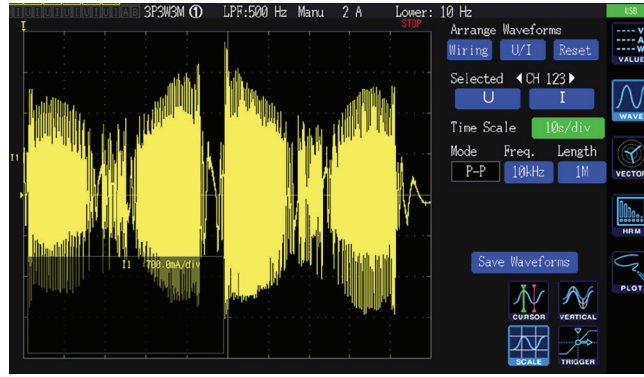 3P3W3M ① LPF:500 Hz Manu 2 A Lower: 10 Hz
USB
STOP
Arrange Waveforms
Wiring U/I Reset
Selected ◀CH 123▶
U I
Time Scale 10s/div
Mode Freq. Length
P-P 10kHz 1M
I1
I1 700.0mA/div
Save Waveforms
CURSOR VERTICAL
SCALE TRIGGER
VALUE
WAVE
VECTOR
HRM
PLOT